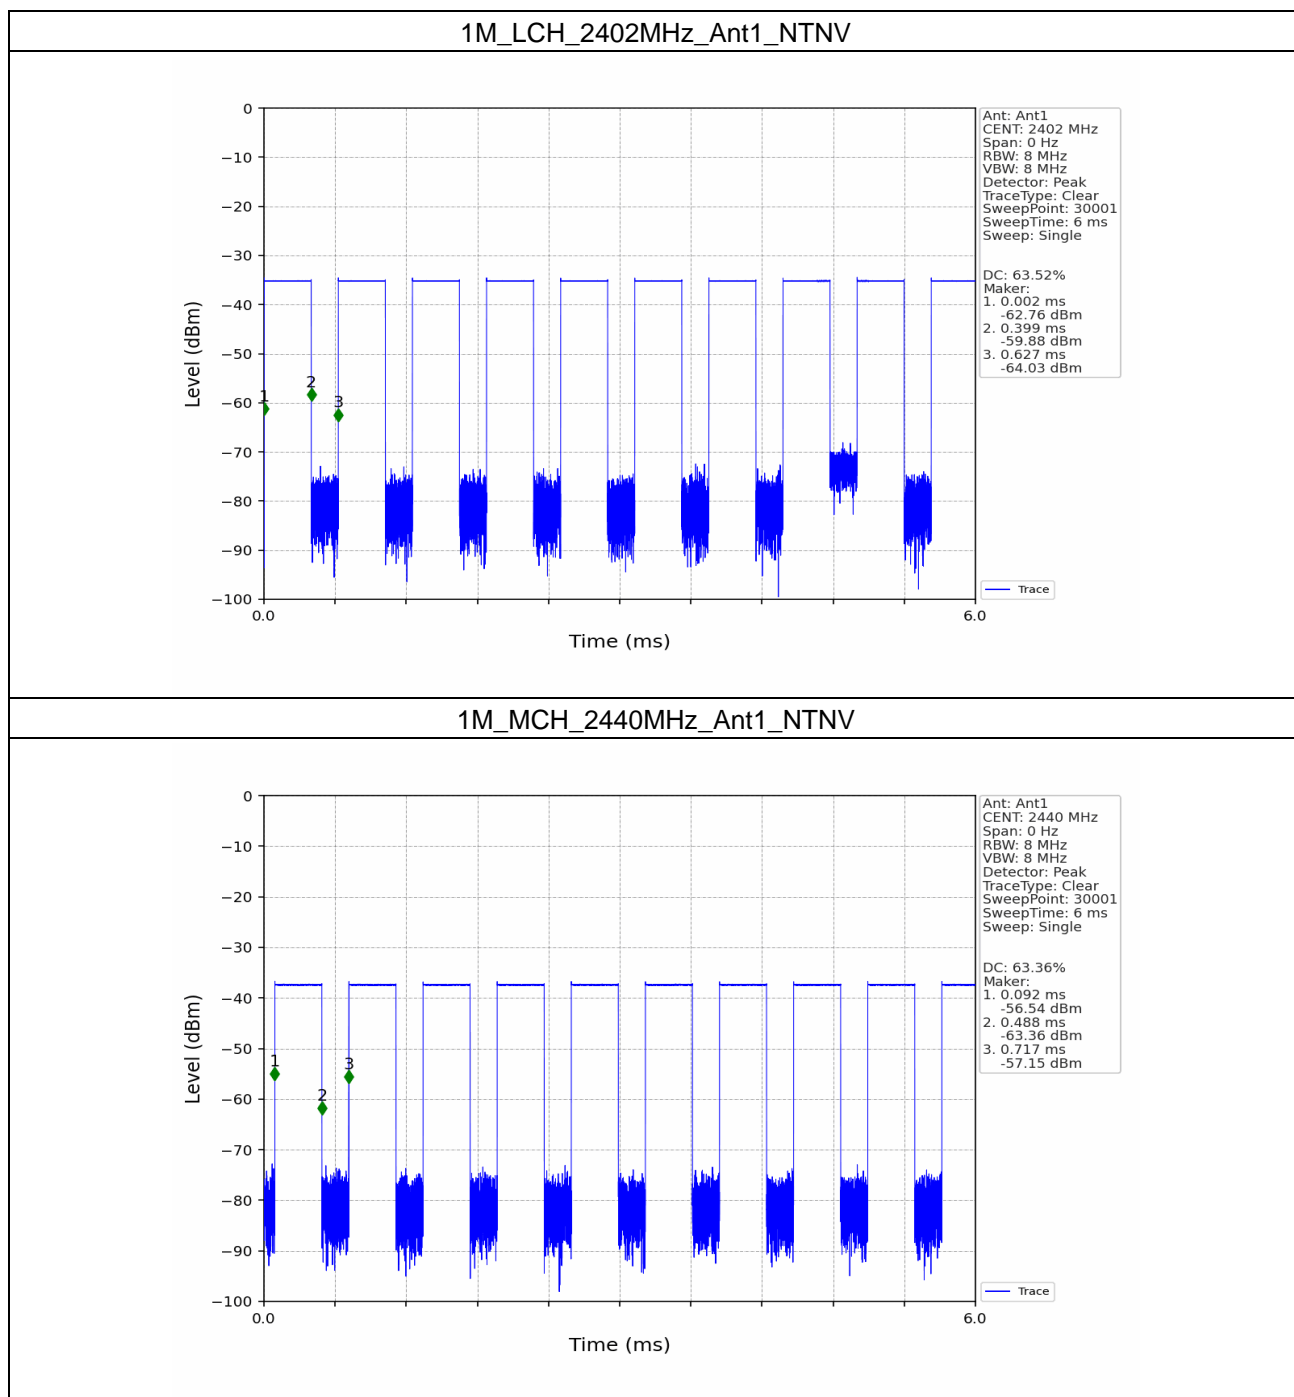 1M_LCH_2402MHz_Ant1_NTNV
0
−10
−20
−30
−40
−50
−60
−70
−80
−90
−100
Level (dBm)
1
2
3
0.0
6.0
Time (ms)
Ant: Ant1
CENT: 2402 MHz
Span: 0 Hz
RBW: 8 MHz
VBW: 8 MHz
Detector: Peak
TraceType: Clear
SweepPoint: 30001
SweepTime: 6 ms
Sweep: Single
DC: 63.52%
Maker:
1. 0.002 ms
-62.76 dBm
2. 0.399 ms
-59.88 dBm
3. 0.627 ms
-64.03 dBm
Trace
1M_MCH_2440MHz_Ant1_NTNV
0
−10
−20
−30
−40
−50
−60
−70
−80
−90
−100
Level (dBm)
1
2
3
0.0
6.0
Time (ms)
Ant: Ant1
CENT: 2440 MHz
Span: 0 Hz
RBW: 8 MHz
VBW: 8 MHz
Detector: Peak
TraceType: Clear
SweepPoint: 30001
SweepTime: 6 ms
Sweep: Single
DC: 63.36%
Maker:
1. 0.092 ms
-56.54 dBm
2. 0.488 ms
-63.36 dBm
3. 0.717 ms
-57.15 dBm
Trace